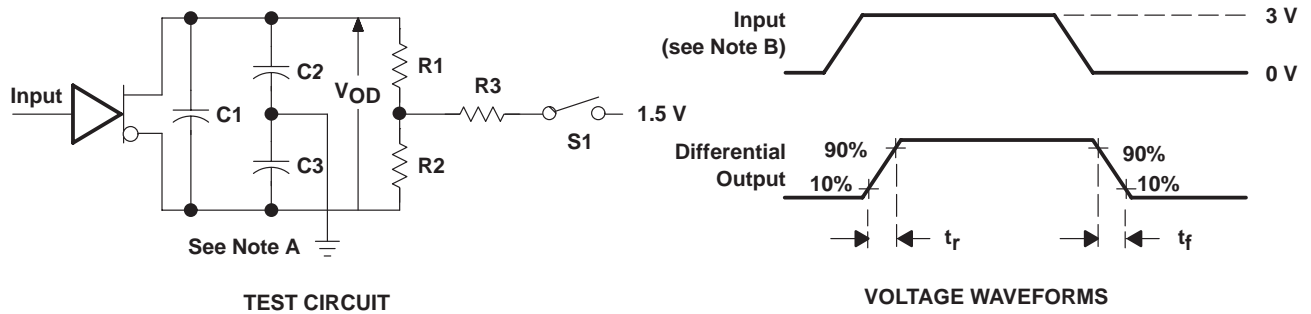 Input
C1
C2
C3
VOD
R1
R2
R3
S1
1.5 V
See Note A
TEST CIRCUIT
Input
(see Note B)
3 V
0 V
Differential
Output
90%
10%
90%
10%
tr
tf
VOLTAGE WAVEFORMS